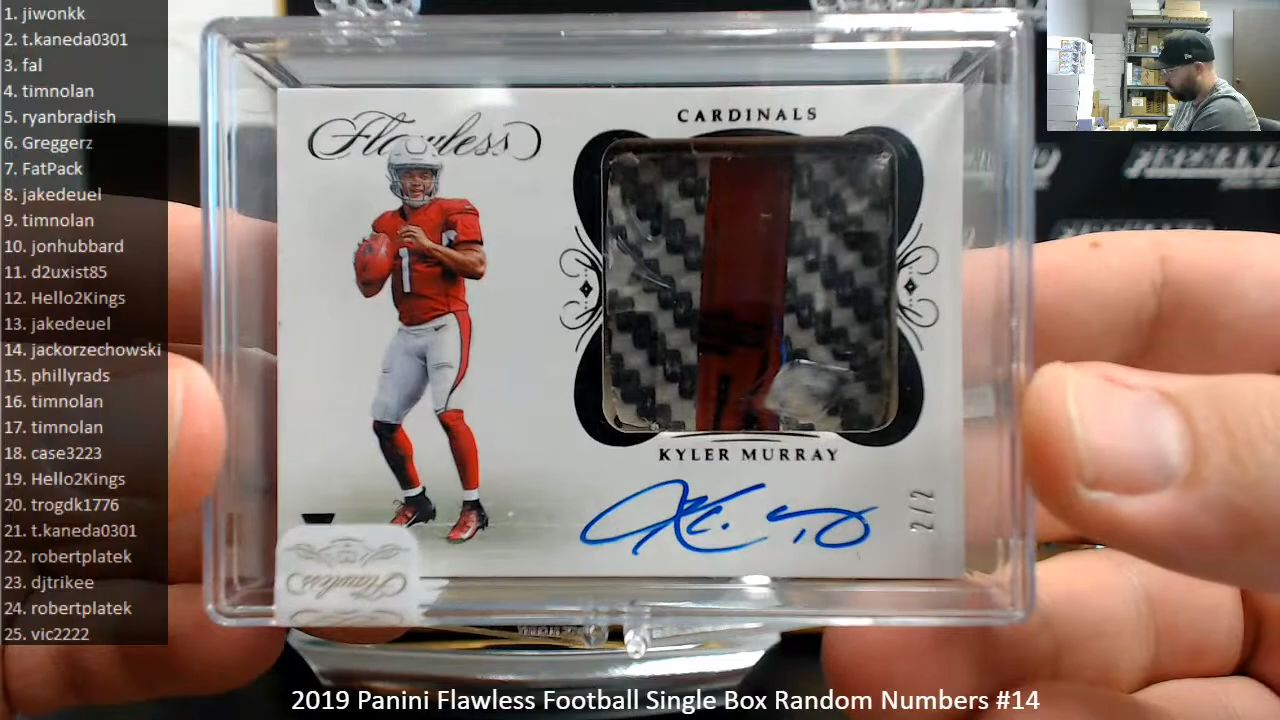 1. jiwonkk
2. t.kaneda0301
3. fal
4. timnolan
5. ryanbradish
6. Greggerz
7. FatPack
8. jakedeuel
9. timnolan
10. jonhubbard
11. d2uxist85
12. Hello2Kings
13. jakedeuel
14. jackorzechowski
15. phillyrads
16. timnolan
17. timnolan
18. case3223
19. Hello2Kings
20. trogdk1776
21. t.kaneda0301
22. robertplatek
23. djtrikee
24. robertplatek
25. vic2222
Flawless
CARDINALS
1
KYLER MURRAY
2/2
Flawless
2019 Panini Flawless Football Single Box Random Numbers #14